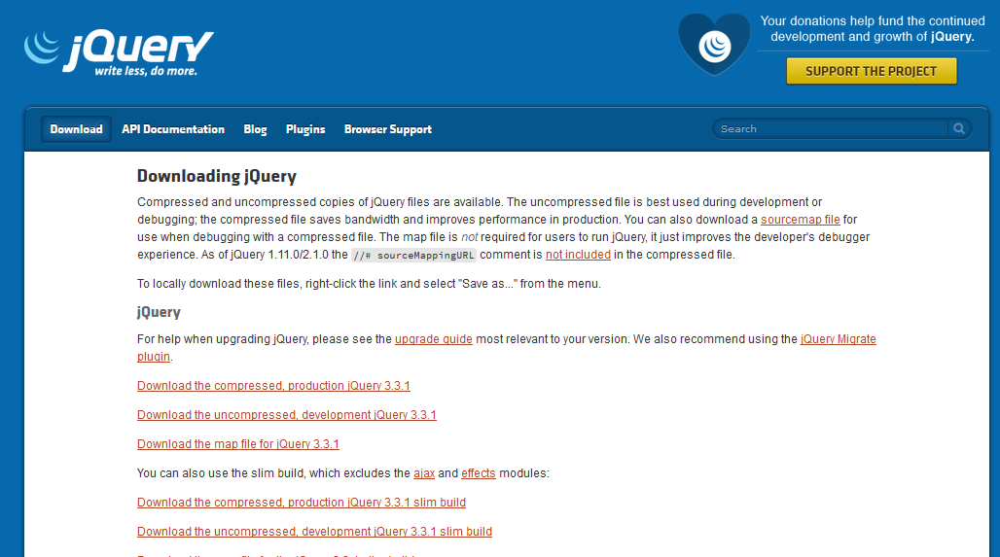 jQuery
write less, do more.
Your donations help fund the continued
development and growth of jQuery.
SUPPORT THE PROJECT
Download API Documentation Blog Plugins Browser Support Search
Downloading jQuery
Compressed and uncompressed copies of jQuery files are available. The uncompressed file is best used during development or
debugging; the compressed file saves bandwidth and improves performance in production. You can also download a sourcemap file for
use when debugging with a compressed file. The map file is not required for users to run jQuery, it just improves the developer's debugger
experience. As of jQuery 1.11.0/2.1.0 the //# sourceMappingURL comment is not included in the compressed file.
To locally download these files, right-click the link and select "Save as..." from the menu.
jQuery
For help when upgrading jQuery, please see the upgrade guide most relevant to your version. We also recommend using the jQuery Migrate
plugin.
Download the compressed, production jQuery 3.3.1
Download the uncompressed, development jQuery 3.3.1
Download the map file for jQuery 3.3.1
You can also use the slim build, which excludes the ajax and effects modules:
Download the compressed, production jQuery 3.3.1 slim build
Download the uncompressed, development jQuery 3.3.1 slim build